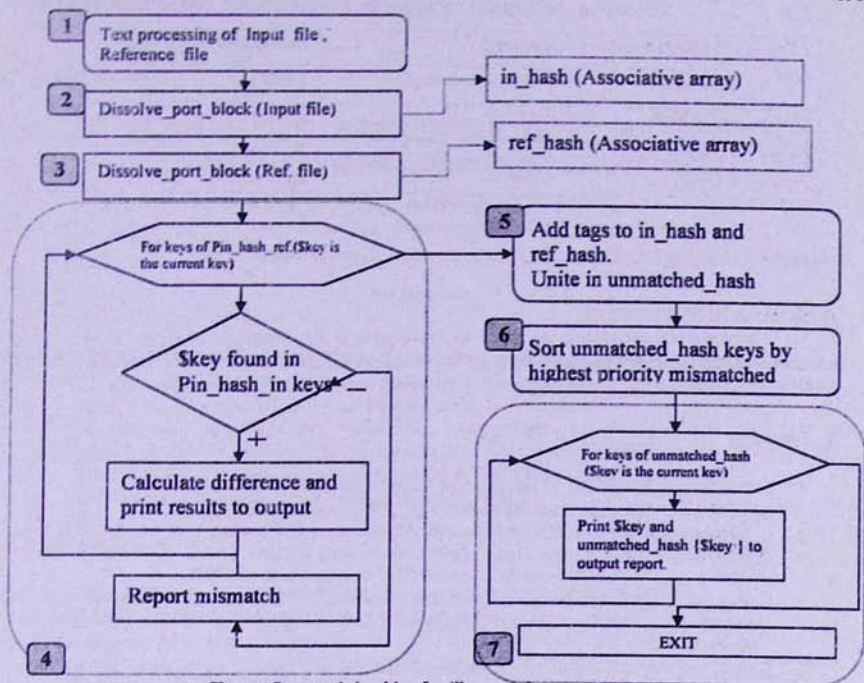 1
Text processing of Input file ,
Reference file
2
Dissolve_port_block (Input file)
in_hash (Associative array)
3
Dissolve_port_block (Ref. file)
ref_hash (Associative array)
For keys of Pin_hash_ref.($key is
the current key)
$key found in
Pin_hash_in keys
—
+
Calculate difference and
print results to output
Report mismatch
4
5
Add tags to in_hash and
ref_hash.
Unite in unmatched_hash
6
Sort unmatched_hash keys by
highest priority mismatched
For keys of unmatched_hash
($key is the current key)
Print $key and
unmatched_hash {$key } to
output report.
7
EXIT